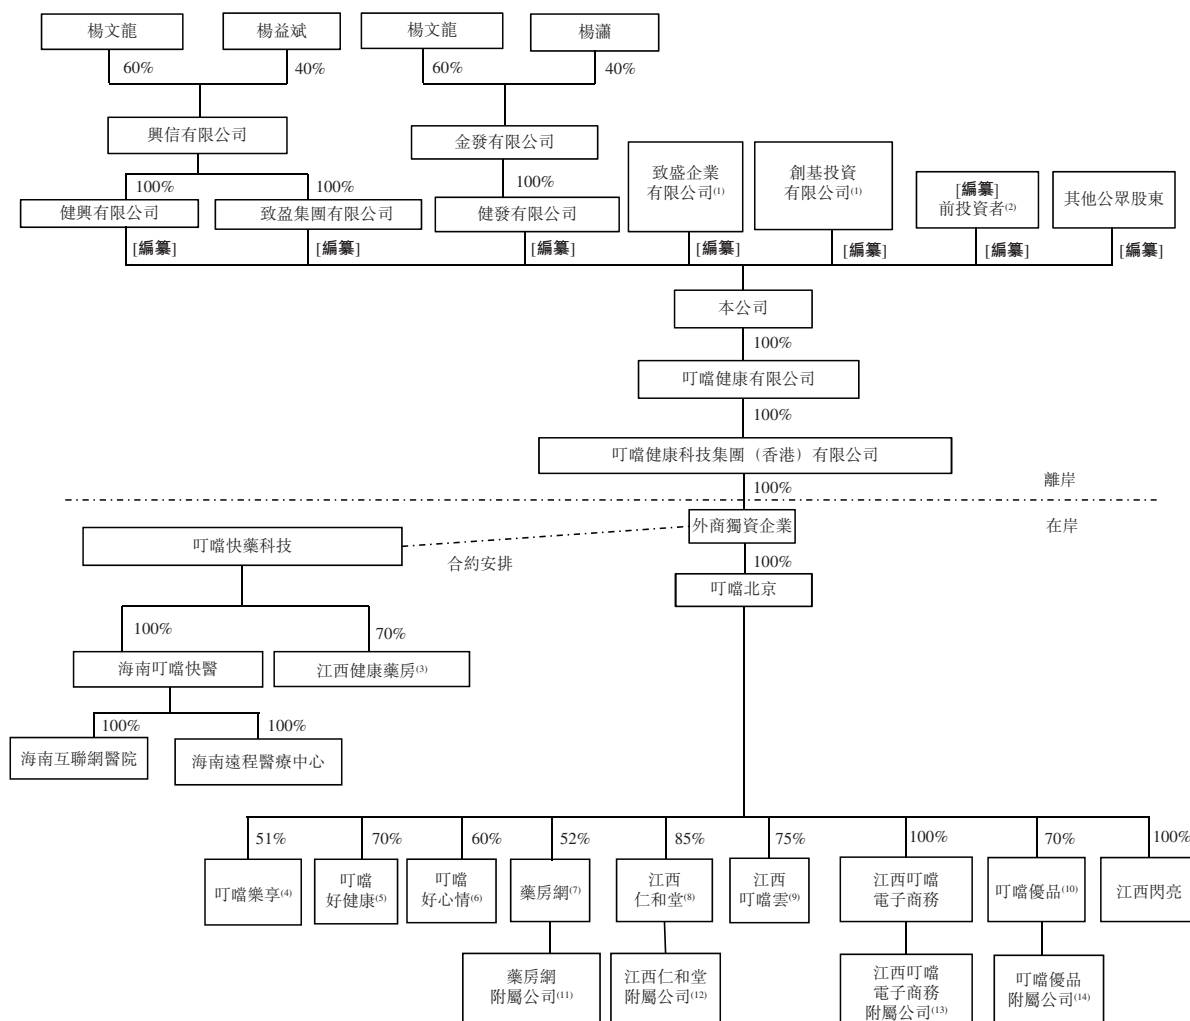 楊文龍
楊益斌
楊文龍
楊瀟
60%
40%
60%
40%
興信有限公司
金發有限公司
致盛企業
有限公司(1)
創基投資
有限公司(1)
[編纂]
前投資者(2)
其他公眾股東
100%
100%
100%
健興有限公司
致盈集團有限公司
健發有限公司
[編纂]
[編纂]
[編纂]
[編纂]
[編纂]
[編纂]
[編纂]
本公司
100%
叮噹健康有限公司
100%
叮噹健康科技集團（香港）有限公司
離岸
100%
外商獨資企業
在岸
叮噹快藥科技
合約安排
100%
叮噹北京
100%
70%
海南叮噹快醫
江西健康藥房(3)
100%
100%
海南互聯網醫院
海南遠程醫療中心
51%
70%
60%
52%
85%
75%
100%
70%
100%
叮噹樂享(4)
叮噹
好健康(5)
叮噹
好心情(6)
藥房網(7)
江西
仁和堂(8)
江西
叮噹雲(9)
江西叮噹
電子商務
叮噹優品(10)
江西閃亮
藥房網
附屬公司(11)
江西仁和堂
附屬公司(12)
江西叮噹
電子商務
附屬公司(13)
叮噹優品
附屬公司(14)